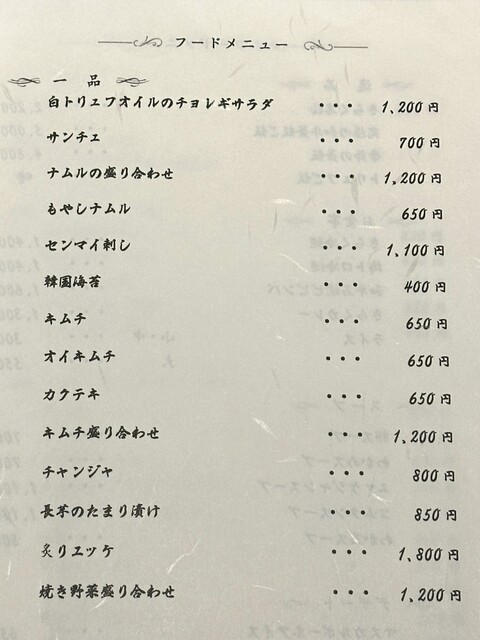 フードメニュー
一 品
白トリュフオイルのチョレギサラダ ・・・ 1,200円
サンチェ ・・・ 700円
ナムルの盛り合わせ ・・・ 1,200円
もやしナムル ・・・ 650円
センマイ刺し ・・・ 1,100円
韓国海苔 ・・・ 400円
キムチ ・・・ 650円
オイキムチ ・・・ 650円
カクテキ ・・・ 650円
キムチ盛り合わせ ・・・ 1,200円
チャンジャ ・・・ 800円
長芋のたまり漬け ・・・ 850円
炙りユッケ ・・・ 1,800円
焼き野菜盛り合わせ ・・・ 1,200円